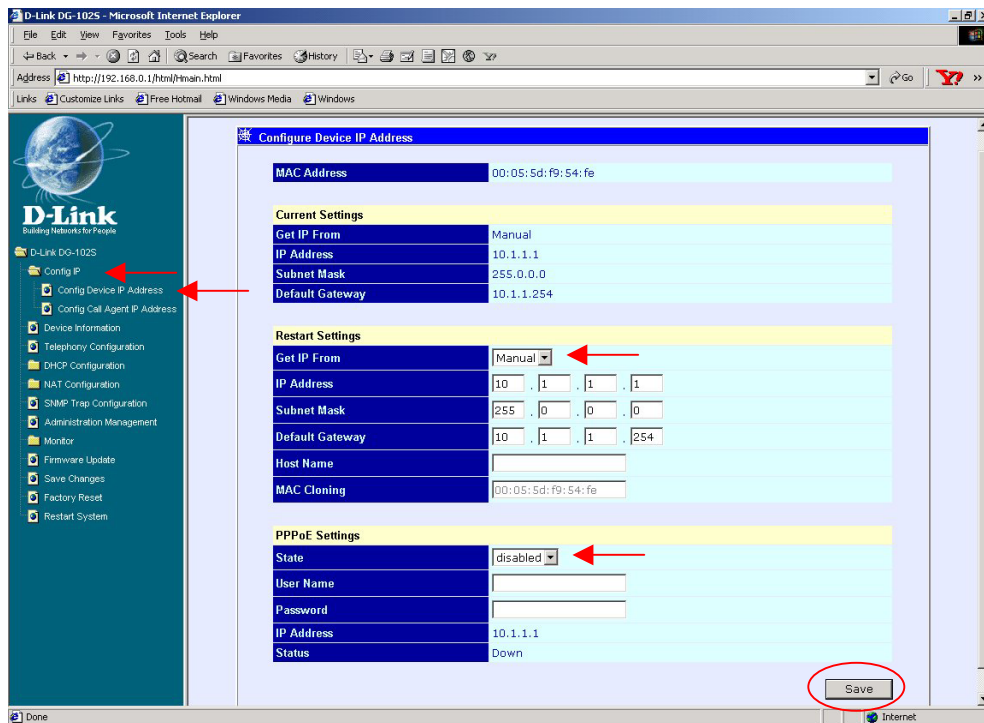 D-Link DG-102S - Microsoft Internet Explorer
File Edit View Favorites Tools Help
Back Search Favorites History
Address http://192.168.0.1/html/Hmain.html Go Y! »
Links Customize Links Free Hotmail Windows Media Windows
D-Link
Building Networks for People
D-Link DG-102S
Config IP
Config Device IP Address
Config Call Agent IP Address
Device Information
Telephony Configuration
DHCP Configuration
NAT Configuration
SNMP Trap Configuration
Administration Management
Monitor
Firmware Update
Save Changes
Factory Reset
Restart System
Configure Device IP Address
MAC Address 00:05:5d:f9:54:fe
Current Settings
Get IP From Manual
IP Address 10.1.1.1
Subnet Mask 255.0.0.0
Default Gateway 10.1.1.254
Restart Settings
Get IP From Manual
IP Address 10 . 1 . 1 . 1
Subnet Mask 255 . 0 . 0 . 0
Default Gateway 10 . 1 . 1 . 254
Host Name
MAC Cloning 00:05:5d:f9:54:fe
PPPoE Settings
State disabled
User Name
Password
IP Address 10.1.1.1
Status Down
Save
Done Internet